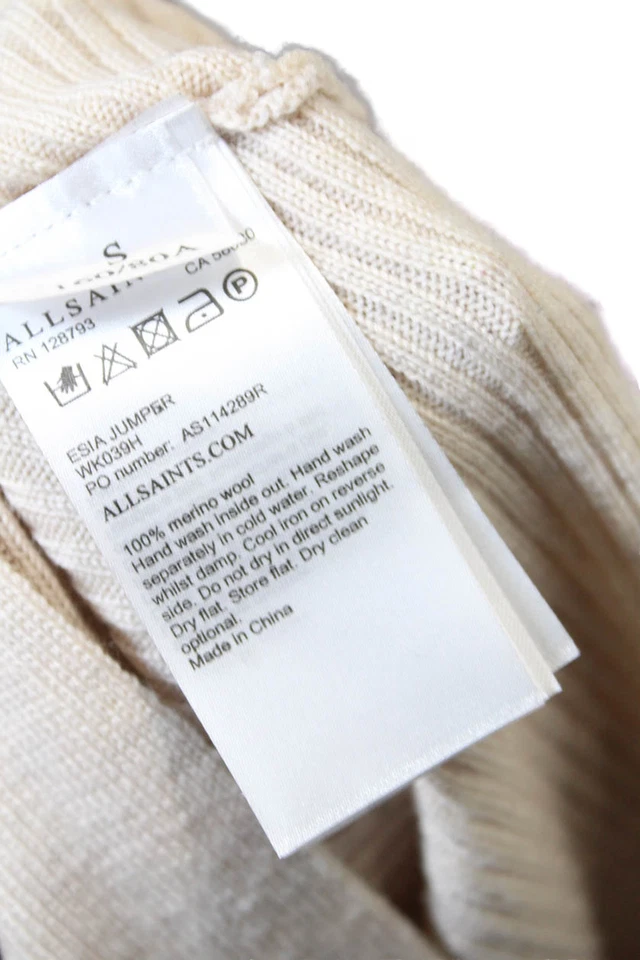 S
160/80A
ALLSAINTS
RN 128793
P
ESIA JUMPER
WK039H
PO number: AS114289R
ALLSAINTS.COM
100% merino wool
Hand wash inside out. Hand wash
separately in cold water. Reshape
whilst damp. Cool iron on reverse
side. Do not dry in direct sunlight.
Dry flat. Store flat. Dry clean
optional.
Made in China